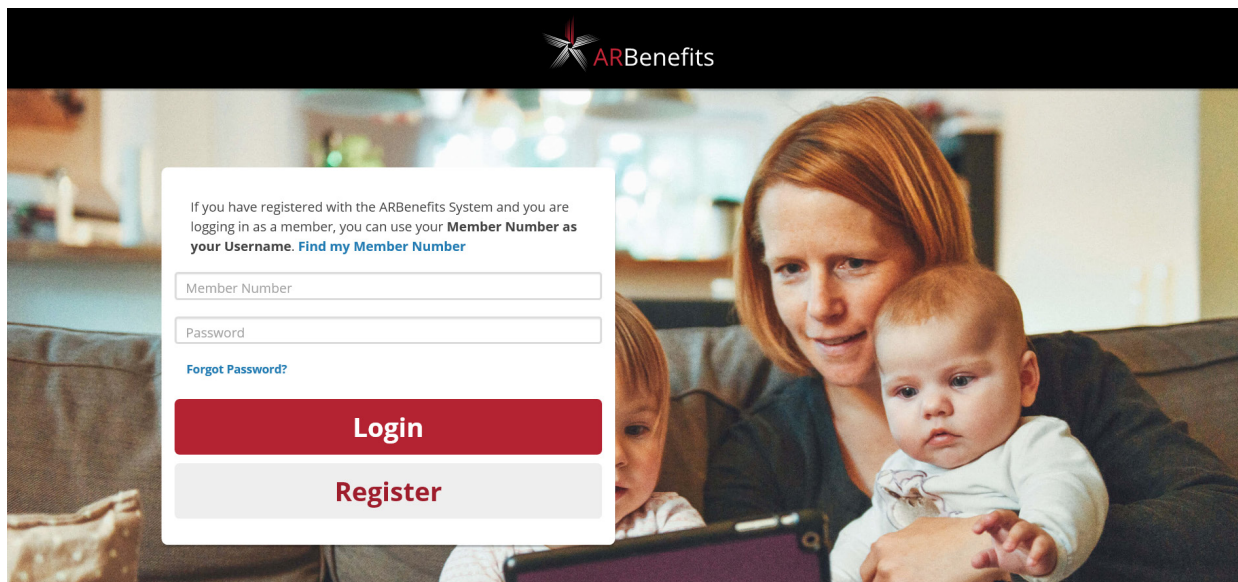 ARBenefits
If you have registered with the ARBenefits System and you are
logging in as a member, you can use your Member Number as
your Username. Find my Member Number
Member Number
Password
Forgot Password?
Login
Register